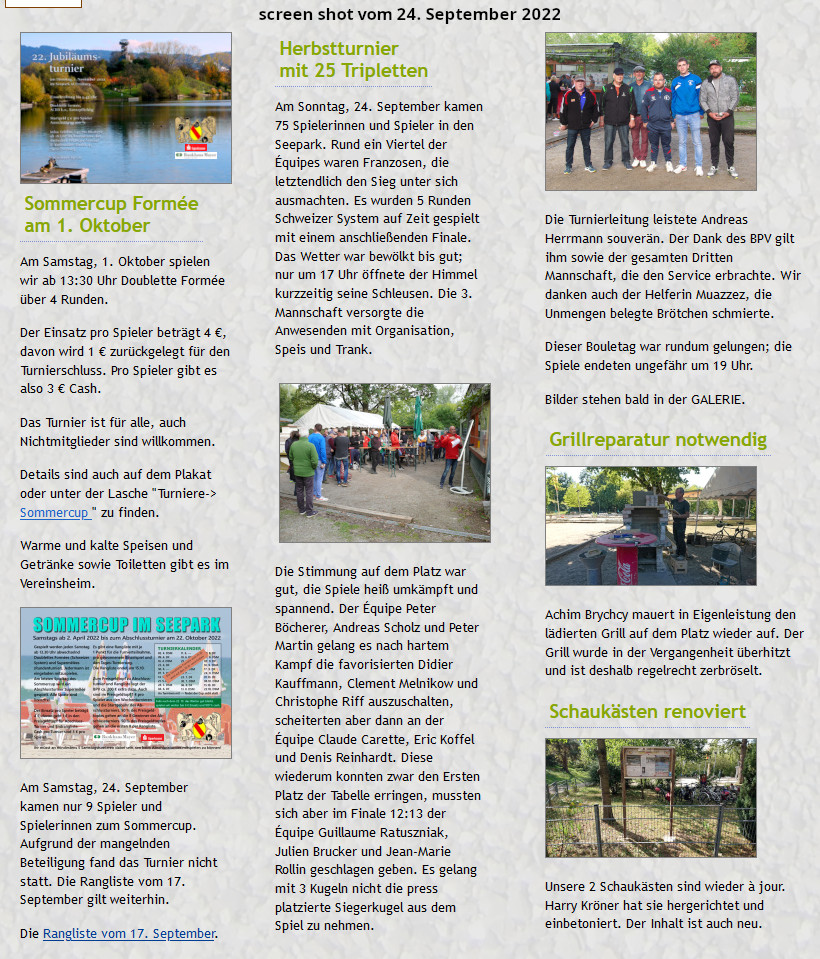 screen shot vom 24. September 2022
22. Jubiläums-
turnier
Sommercup Formée
am 1. Oktober
Am Samstag, 1. Oktober spielen
wir ab 13:30 Uhr Doublette Formée
über 4 Runden.
Der Einsatz pro Spieler beträgt 4 €,
davon wird 1 € zurückgelegt für den
Turnierschluss. Pro Spieler gibt es
also 3 € Cash.
Das Turnier ist für alle, auch
Nichtmitglieder sind willkommen.
Details sind auch auf dem Plakat
oder unter der Lasche "Turniere->
Sommercup " zu finden.
Warme und kalte Speisen und
Getränke sowie Toiletten gibt es im
Vereinsheim.
SOMMERCUP IM SEEPARK
Samstags ab 2. April 2022 bis zum Abschlussturnier am 22. Oktober 2022
TURNIERKALENDER
Am Samstag, 24. September
kamen nur 9 Spieler und
Spielerinnen zum Sommercup.
Aufgrund der mangelnden
Beteiligung fand das Turnier nicht
statt. Die Rangliste vom 17.
September gilt weiterhin.
Die Rangliste vom 17. September.
Herbstturnier
mit 25 Tripletten
Am Sonntag, 24. September kamen
75 Spielerinnen und Spieler in den
Seepark. Rund ein Viertel der
Équipes waren Franzosen, die
letztendlich den Sieg unter sich
ausmachten. Es wurden 5 Runden
Schweizer System auf Zeit gespielt
mit einem anschließenden Finale.
Das Wetter war bewölkt bis gut;
nur um 17 Uhr öffnete der Himmel
kurzzeitig seine Schleusen. Die 3.
Mannschaft versorgte die
Anwesenden mit Organisation,
Speis und Trank.
Die Stimmung auf dem Platz war
gut, die Spiele heiß umkämpft und
spannend. Der Équipe Peter
Böcherer, Andreas Scholz und Peter
Martin gelang es nach hartem
Kampf die favorisierten Didier
Kauffmann, Clement Melnikow und
Christophe Riff auszuschalten,
scheiterten aber dann an der
Équipe Claude Carette, Eric Koffel
und Denis Reinhardt. Diese
wiederum konnten zwar den Ersten
Platz der Tabelle erringen, mussten
sich aber im Finale 12:13 der
Équipe Guillaume Ratuszniak,
Julien Brucker und Jean-Marie
Rollin geschlagen geben. Es gelang
mit 3 Kugeln nicht die press
platzierte Siegerkugel aus dem
Spiel zu nehmen.
Die Turnierleitung leistete Andreas
Herrmann souverän. Der Dank des BPV gilt
ihm sowie der gesamten Dritten
Mannschaft, die den Service erbrachte. Wir
danken auch der Helferin Muazzez, die
Unmengen belegte Brötchen schmierte.
Dieser Bouletag war rundum gelungen; die
Spiele endeten ungefähr um 19 Uhr.
Bilder stehen bald in der GALERIE.
Grillreparatur notwendig
Achim Brychcy mauert in Eigenleistung den
lädierten Grill auf dem Platz wieder auf. Der
Grill wurde in der Vergangenheit überhitzt
und ist deshalb regelrecht zerbröselt.
Schaukästen renoviert
Unsere 2 Schaukästen sind wieder à jour.
Harry Kröner hat sie hergerichtet und
einbetoniert. Der Inhalt ist auch neu.